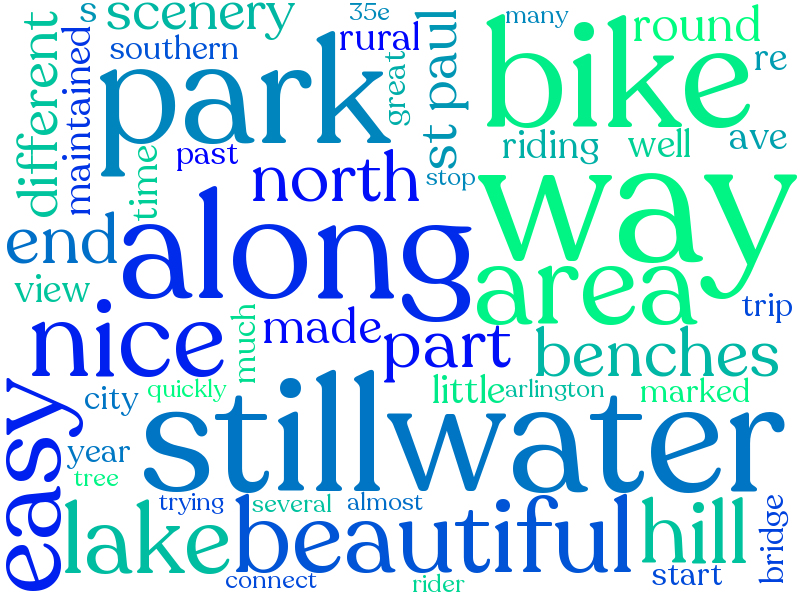 s scenery 35e many round
southern rural re
different maintained park great st paul bike
past riding well ave
time north stop way
end along area
view trip
nice much made part benches
city quickly little arlington marked
easy stillwater
year
tree
trying several almost
lake beautiful hill bridge
connect rider start